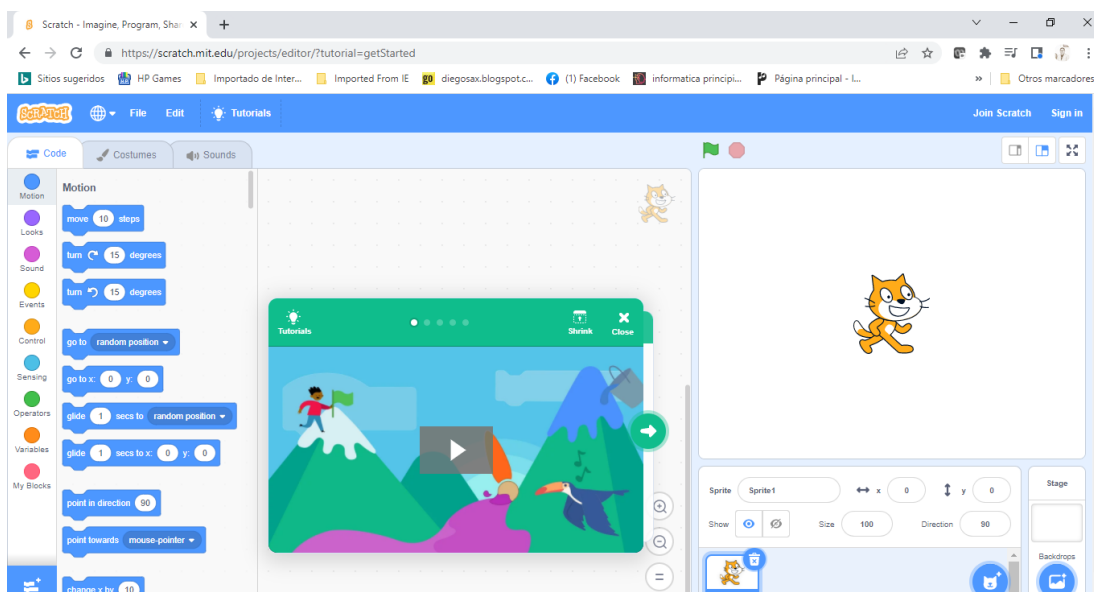 Scratch - Imagine, Program, Shar
https://scratch.mit.edu/projects/editor/?tutorial=getStarted
Sitios sugeridos HP Games Importado de Inter... Imported From IE go diegosax.blogspot.c... (1) Facebook informatica principi... Página principal - I... » Otros marcadores
SCRATCH File Edit Tutorials Join Scratch Sign in
Code Costumes Sounds
Motion
Looks
Sound
Events
Control
Sensing
Operators
Variables
My Blocks
Motion
move 10 steps
turn 15 degrees
turn 15 degrees
go to random position
go to x: 0 y: 0
glide 1 secs to random position
glide 1 secs to x: 0 y: 0
point in direction 90
point towards mouse-pointer
change x by 10
Tutorials Shrink Close
Sprite Sprite1 x 0 y 0
Show Size 100 Direction 90
Stage
Backdrops